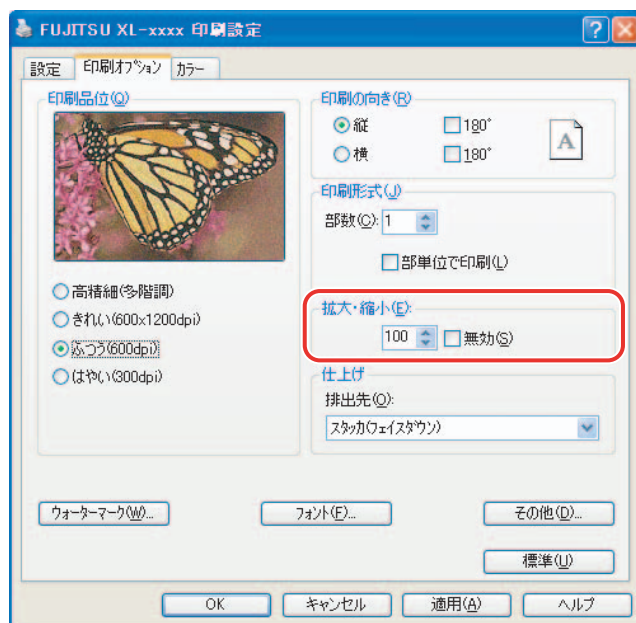 FUJITSU XL-xxxx 印刷設定
設定 印刷オプション カラー
印刷品位(Q)
高精細(多階調)
きれい(600x1200dpi)
ふつう(600dpi)
はやい(300dpi)
印刷の向き(R)
縦 180°
横 180°
A
印刷形式(J)
部数(C): 1
部単位で印刷(L)
拡大・縮小(E):
100 無効(S)
仕上げ
排出先(O):
スタッカ(フェイスダウン)
ウォーターマーク(W)... フォント(F)... その他(D)...
標準(U)
OK キャンセル 適用(A) ヘルプ